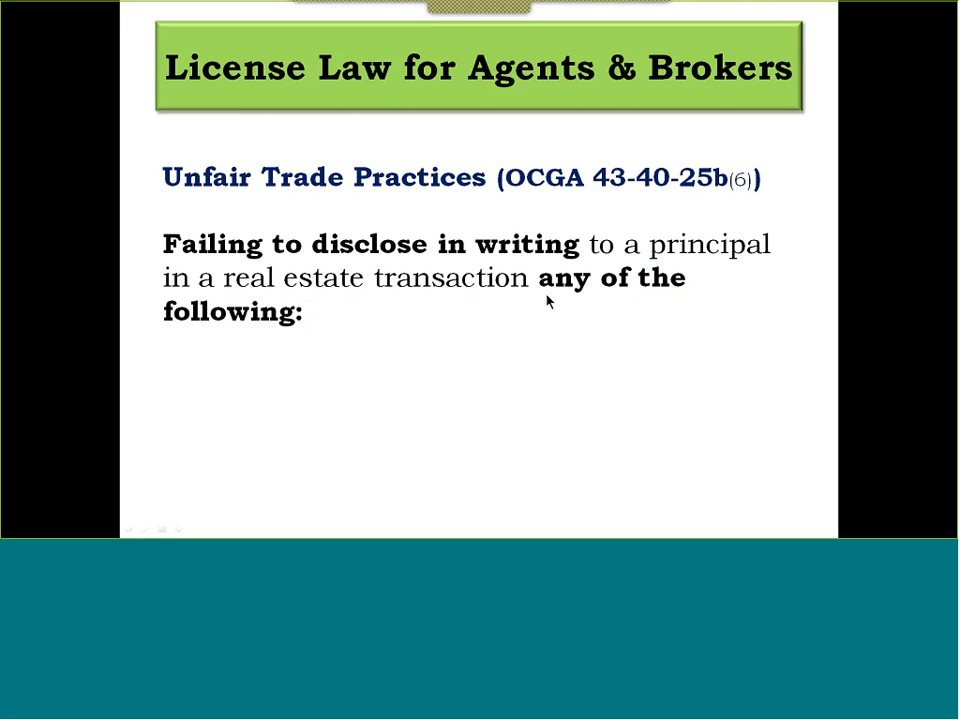 License Law for Agents & Brokers
Unfair Trade Practices (OCGA 43-40-25b(6))
Failing to disclose in writing to a principal
in a real estate transaction any of the
following: